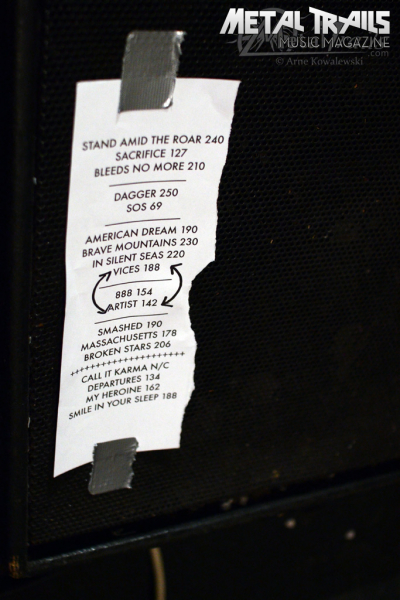 METAL TRAILS
MUSIC MAGAZINE
.com
© Arne Kowalewski
STAND AMID THE ROAR 240
SACRIFICE 127
BLEEDS NO MORE 210
DAGGER 250
SOS 69
AMERICAN DREAM 190
BRAVE MOUNTAINS 230
IN SILENT SEAS 220
VICES 188
888 154
ARTIST 142
SMASHED 190
MASSACHUSETTS 178
BROKEN STARS 206
++++++++++++++++++++
CALL IT KARMA N/C
DEPARTURES 134
MY HEROINE 162
SMILE IN YOUR SLEEP 188